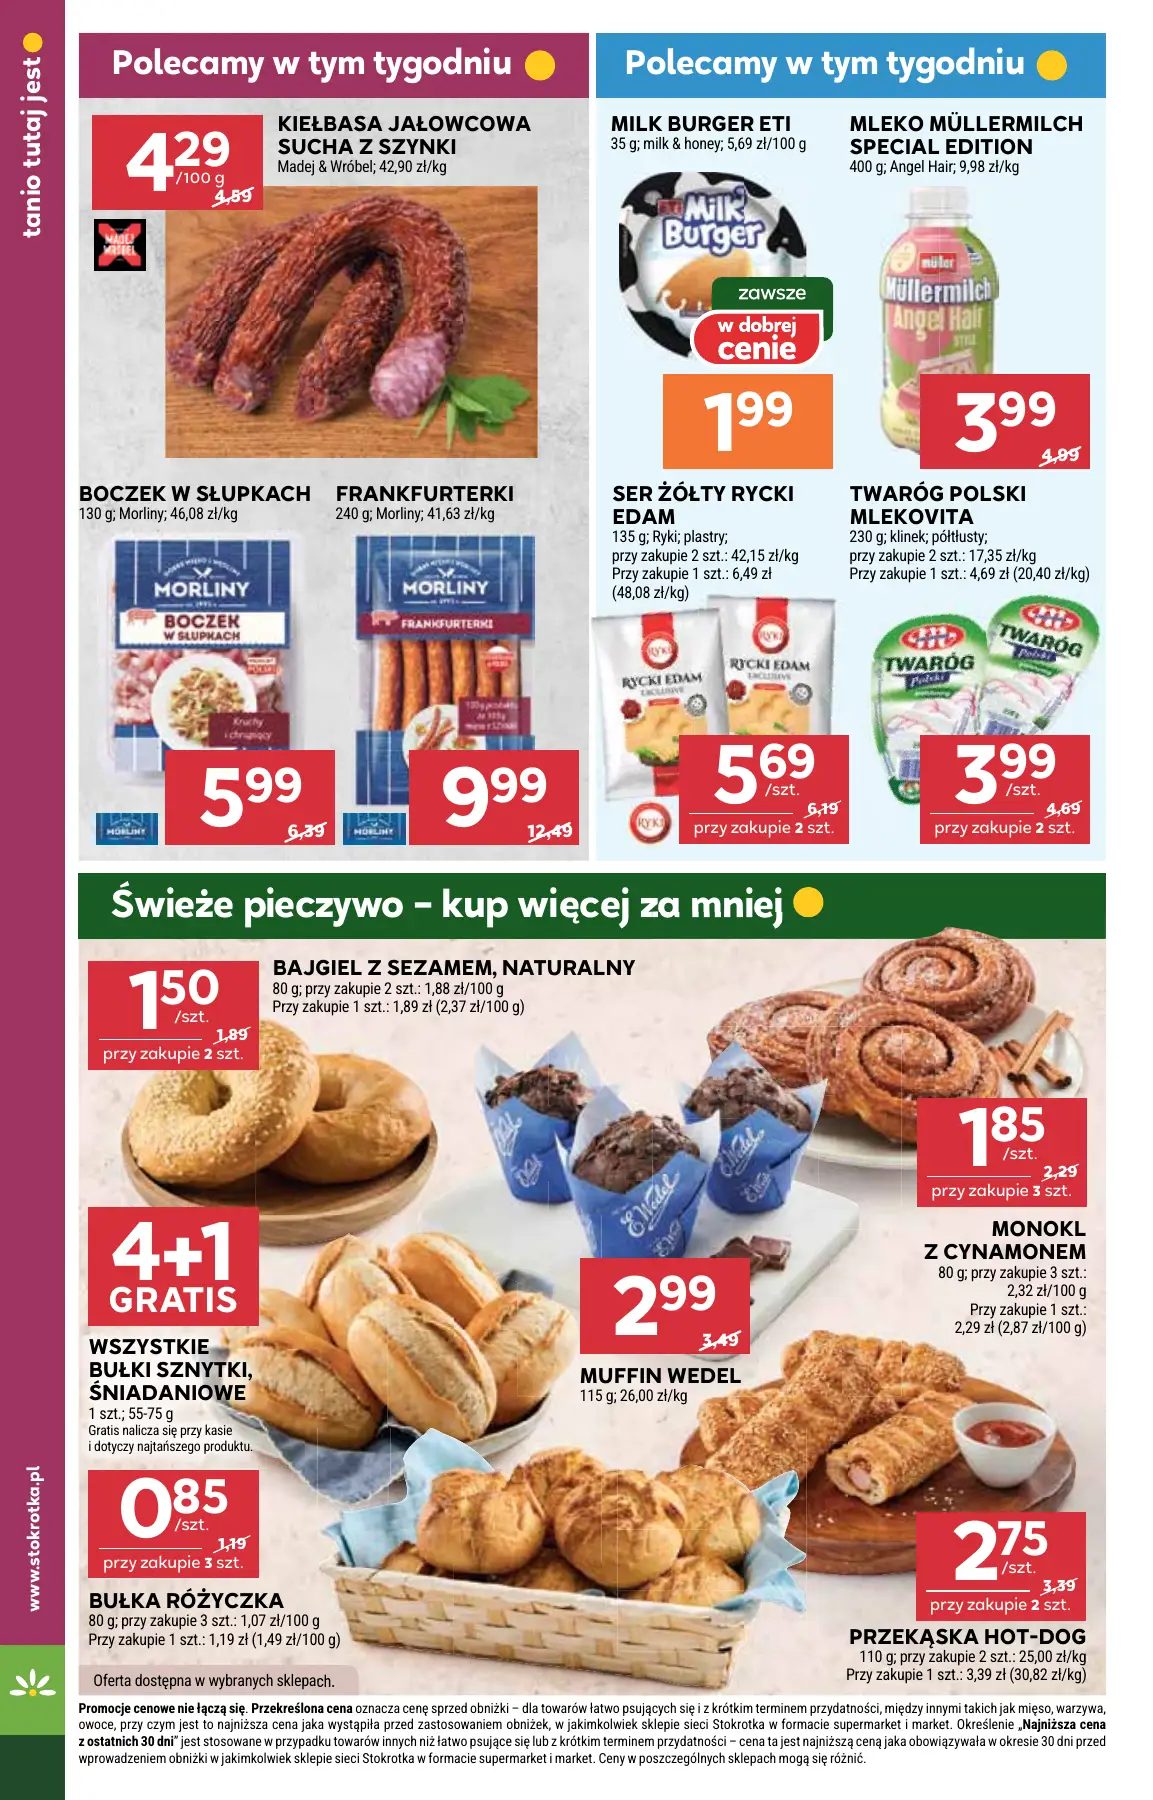 tanio tutaj jest
Polecamy w tym tygodniu
4 29
/100 g
4,59
KIEŁBASA JAŁOWCOWA
SUCHA Z SZYNKI
Madej & Wróbel; 42,90 zł/kg
MADEJ
WRÓBEL
BOCZEK W SŁUPKACH
130 g; Morliny; 46,08 zł/kg
MORLINY
BOCZEK
W SŁUPKACH
Kruchy
i chrupiący
5 99
6,39
MORLINY
FRANKFURTERKI
240 g; Morliny; 41,63 zł/kg
MORLINY
FRANKFURTERKI
9 99
12,49
MORLINY
Polecamy w tym tygodniu
MILK BURGER ETI
35 g; milk & honey; 5,69 zł/100 g
Milk
Burger
zawsze
w dobrej
cenie
1 99
MLEKO MÜLLERMILCH
SPECIAL EDITION
400 g; Angel Hair; 9,98 zł/kg
müller
Müllermilch
Angel Hair
STYLE
3 99
4,99
SER ŻÓŁTY RYCKI
EDAM
135 g; Ryki; plastry;
przy zakupie 2 szt.: 42,15 zł/kg
Przy zakupie 1 szt.: 6,49 zł
(48,08 zł/kg)
RYKI
RYCKI EDAM
EXCLUSIVE
RYKI
RYCKI EDAM
EXCLUSIVE
RYKI
5 69
/szt.
6,19
przy zakupie 2 szt.
TWARÓG POLSKI
MLEKOVITA
230 g; klinek; półtłusty;
przy zakupie 2 szt.: 17,35 zł/kg
Przy zakupie 1 szt.: 4,69 zł (20,40 zł/kg)
TWARÓG
Polski
TWARÓG
Polski
3 99
/szt.
4,69
przy zakupie 2 szt.
Świeże pieczywo – kup więcej za mniej
1 50
/szt.
1,89
przy zakupie 2 szt.
BAJGIEL Z SEZAMEM, NATURALNY
80 g; przy zakupie 2 szt.: 1,88 zł/100 g
Przy zakupie 1 szt.: 1,89 zł (2,37 zł/100 g)
E.Wedel
E.Wedel
E.Wedel
1 85
/szt.
2,29
przy zakupie 3 szt.
MONOKL
Z CYNAMONEM
80 g; przy zakupie 3 szt.:
2,32 zł/100 g
Przy zakupie 1 szt.:
2,29 zł (2,87 zł/100 g)
4+1
GRATIS
WSZYSTKIE
BUŁKI SZNYTKI,
ŚNIADANIOWE
1 szt.; 55-75 g
Gratis nalicza się przy kasie
i dotyczy najtańszego produktu.
2 99
3,49
MUFFIN WEDEL
115 g; 26,00 zł/kg
0 85
/szt.
1,19
przy zakupie 3 szt.
BUŁKA RÓŻYCZKA
80 g; przy zakupie 3 szt.: 1,07 zł/100 g
Przy zakupie 1 szt.: 1,19 zł (1,49 zł/100 g)
2 75
/szt.
3,39
przy zakupie 2 szt.
PRZEKĄSKA HOT-DOG
110 g; przy zakupie 2 szt.: 25,00 zł/kg
Przy zakupie 1 szt.: 3,39 zł (30,82 zł/kg)
Oferta dostępna w wybranych sklepach.
www.stokrotka.pl
Promocje cenowe nie łączą się. Przekreślona cena oznacza cenę sprzed obniżki – dla towarów łatwo psujących się i z krótkim terminem przydatności, między innymi takich jak mięso, warzywa,
owoce, przy czym jest to najniższa cena jaka wystąpiła przed zastosowaniem obniżek, w jakimkolwiek sklepie sieci Stokrotka w formacie supermarket i market. Określenie „Najniższa cena
z ostatnich 30 dni” jest stosowane w przypadku towarów innych niż łatwo psujące się lub z krótkim terminem przydatności – cena ta jest najniższą ceną jaka obowiązywała w okresie 30 dni przed
wprowadzeniem obniżki w jakimkolwiek sklepie sieci Stokrotka w formacie supermarket i market. Ceny w poszczególnych sklepach mogą się różnić.